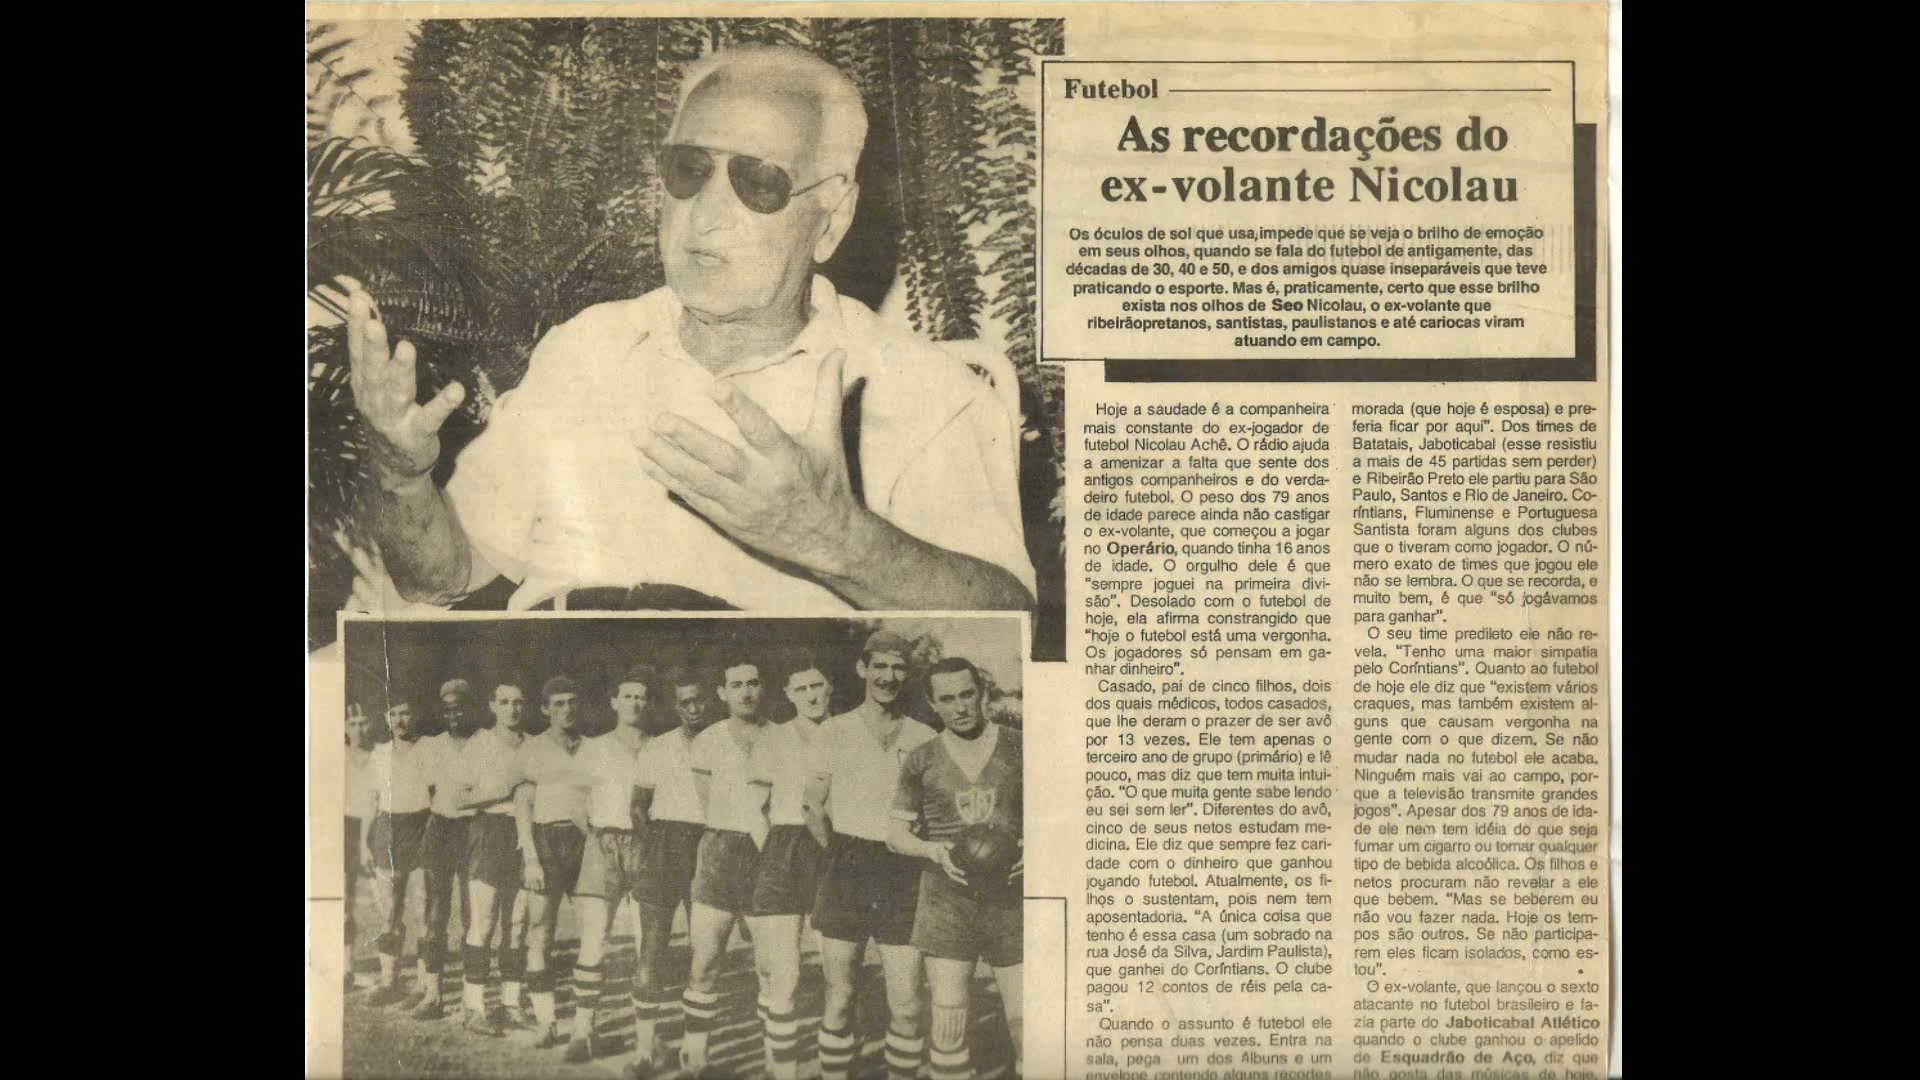 Futebol
As recordações do
ex-volante Nicolau
Os óculos de sol que usa,impede que se veja o brilho de emoção
em seus olhos, quando se fala do futebol de antigamente, das
décadas de 30, 40 e 50, e dos amigos quase inseparáveis que teve
praticando o esporte. Mas é, praticamente, certo que esse brilho
exista nos olhos de Seo Nicolau, o ex-volante que
ribeirãopretanos, santistas, paulistanos e até cariocas viram
atuando em campo.
Hoje a saudade é a companheira
mais constante do ex-jogador de
futebol Nicolau Achê. O rádio ajuda
a amenizar a falta que sente dos
antigos companheiros e do verda-
deiro futebol. O peso dos 79 anos
de idade parece ainda não castigar
o ex-volante, que começou a jogar
no Operário, quando tinha 16 anos
de idade. O orgulho dele é que
"sempre joguei na primeira divi-
são". Desolado com o futebol de
hoje, ela afirma constrangido que
"hoje o futebol está uma vergonha.
Os jogadores só pensam em ga-
nhar dinheiro".
Casado, pai de cinco filhos, dois
dos quais médicos, todos casados,
que lhe deram o prazer de ser avô
por 13 vezes. Ele tem apenas o
terceiro ano de grupo (primário) e lê
pouco, mas diz que tem muita intui-
ção. "O que muita gente sabe lendo
eu sei sem ler". Diferentes do avô,
cinco de seus netos estudam me-
dicina. Ele diz que sempre fez cari-
dade com o dinheiro que ganhou
joyando futebol. Atualmente, os fi-
lhos o sustentam, pois nem tem
aposentadoria. "A única coisa que
tenho é essa casa (um sobrado na
rua José da Silva, Jardim Paulista),
que ganhei do Coríntians. O clube
pagou 12 contos de réis pela ca-
sa".
Quando o assunto é futebol ele
não pensa duas vezes. Entra na
sala, pega um dos Álbuns e um
envelope contendo alguns recortes
morada (que hoje é esposa) e pre-
feria ficar por aqui". Dos times de
Batatais, Jaboticabal (esse resistiu
a mais de 45 partidas sem perder)
e Ribeirão Preto ele partiu para São
Paulo, Santos e Rio de Janeiro. Co-
ríntians, Fluminense e Portuguesa
Santista foram alguns dos clubes
que o tiveram como jogador. O nú-
mero exato de times que jogou ele
não se lembra. O que se recorda, e
muito bem, é que "só jogávamos
para ganhar".
O seu time predileto ele não re-
vela. "Tenho uma maior simpatia
pelo Coríntians". Quanto ao futebol
de hoje ele diz que "existem vários
craques, mas também existem al-
guns que causam vergonha na
gente com o que dizem. Se não
mudar nada no futebol ele acaba.
Ninguém mais vai ao campo, por-
que a televisão transmite grandes
jogos". Apesar dos 79 anos de ida-
de ele nem tem idéia do que seja
fumar um cigarro ou tomar qualquer
tipo de bebida alcoólica. Os filhos e
netos procuram não revelar a ele
que bebem. "Mas se beberem eu
não vou fazer nada. Hoje os tem-
pos são outros. Se não participa-
rem eles ficam isolados, como es-
tou".
O ex-volante, que lançou o sexto
atacante no futebol brasileiro e fa-
zia parte do Jaboticabal Atlético
quando o clube ganhou o apelido
de Esquadrão de Aço, diz que
não gosta das músicas de hoje.